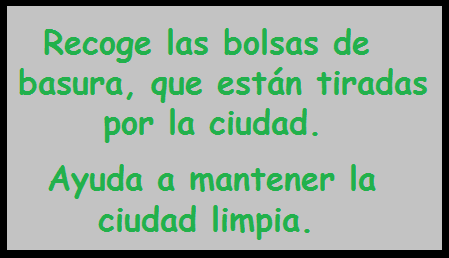 Recoge las bolsas de
basura, que están tiradas
por la ciudad.
Ayuda a mantener la
ciudad limpia.